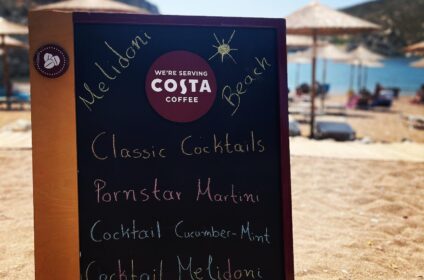 WE'RE SERVING
COSTA
COFFEE
Melidoni
Beach
Classic Cocktails
Pornstar Martini
Cocktail Cucumber-Mint
Cocktail Melidoni